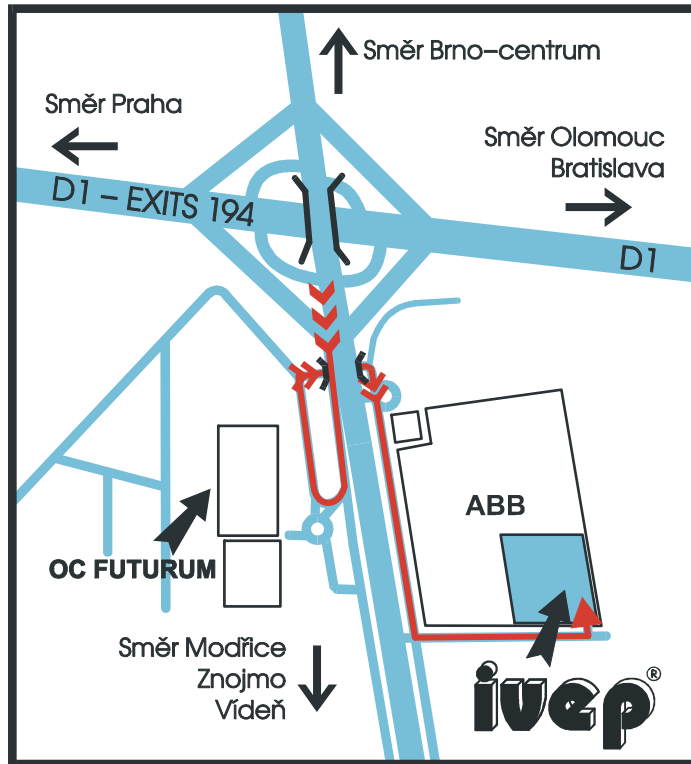 Směr Brno–centrum
Směr Praha
Směr Olomouc
Bratislava
D1 – EXITS 194
D1
ABB
OC FUTURUM
Směr Modřice
Znojmo
Vídeň
ivep®